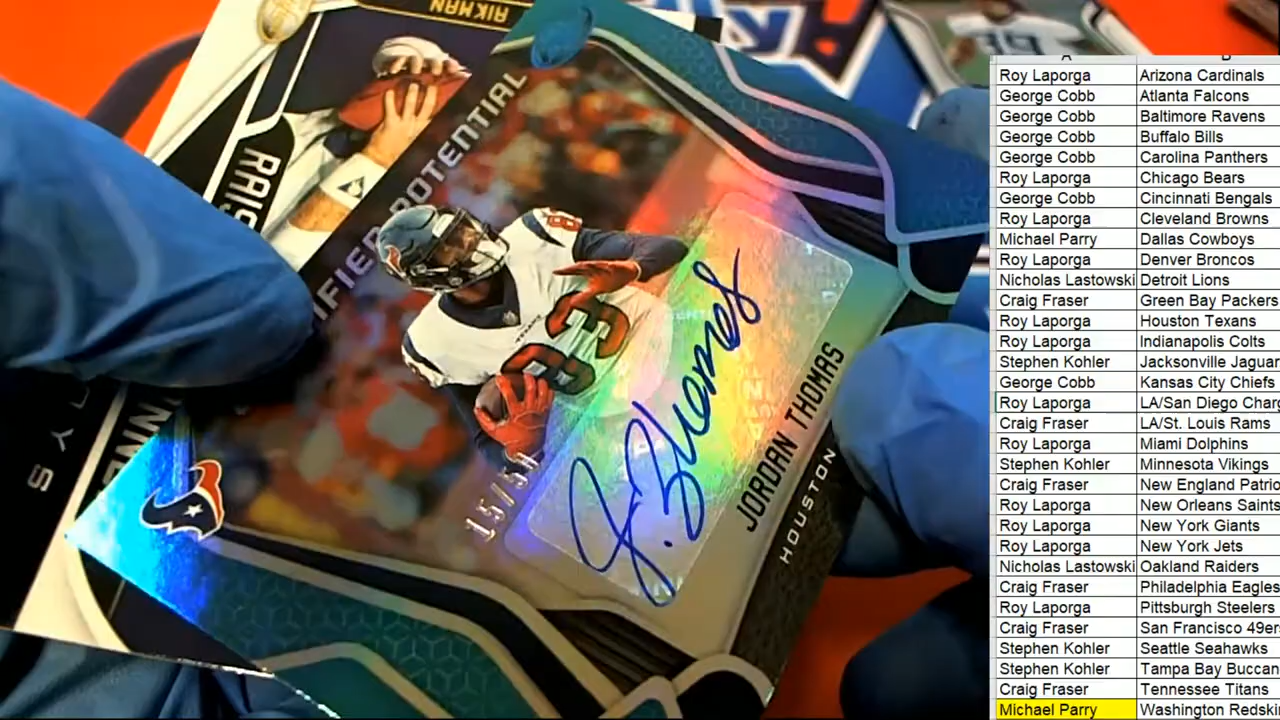 AIKMAN
RAIS
IFIED POTENTIAL
83
83
15/50
J. Thomas
JORDAN THOMAS
HOUSTON
A B
Roy Laporga Arizona Cardinals
George Cobb Atlanta Falcons
George Cobb Baltimore Ravens
George Cobb Buffalo Bills
George Cobb Carolina Panthers
Roy Laporga Chicago Bears
George Cobb Cincinnati Bengals
Roy Laporga Cleveland Browns
Michael Parry Dallas Cowboys
Roy Laporga Denver Broncos
Nicholas Lastowski Detroit Lions
Craig Fraser Green Bay Packers
Roy Laporga Houston Texans
Roy Laporga Indianapolis Colts
Stephen Kohler Jacksonville Jaguar
George Cobb Kansas City Chiefs
Roy Laporga LA/San Diego Charg
Craig Fraser LA/St. Louis Rams
Roy Laporga Miami Dolphins
Stephen Kohler Minnesota Vikings
Craig Fraser New England Patrio
Roy Laporga New Orleans Saints
Roy Laporga New York Giants
Roy Laporga New York Jets
Nicholas Lastowski Oakland Raiders
Craig Fraser Philadelphia Eagles
Roy Laporga Pittsburgh Steelers
Craig Fraser San Francisco 49er
Stephen Kohler Seattle Seahawks
Stephen Kohler Tampa Bay Buccan
Craig Fraser Tennessee Titans
Michael Parry Washington Redski